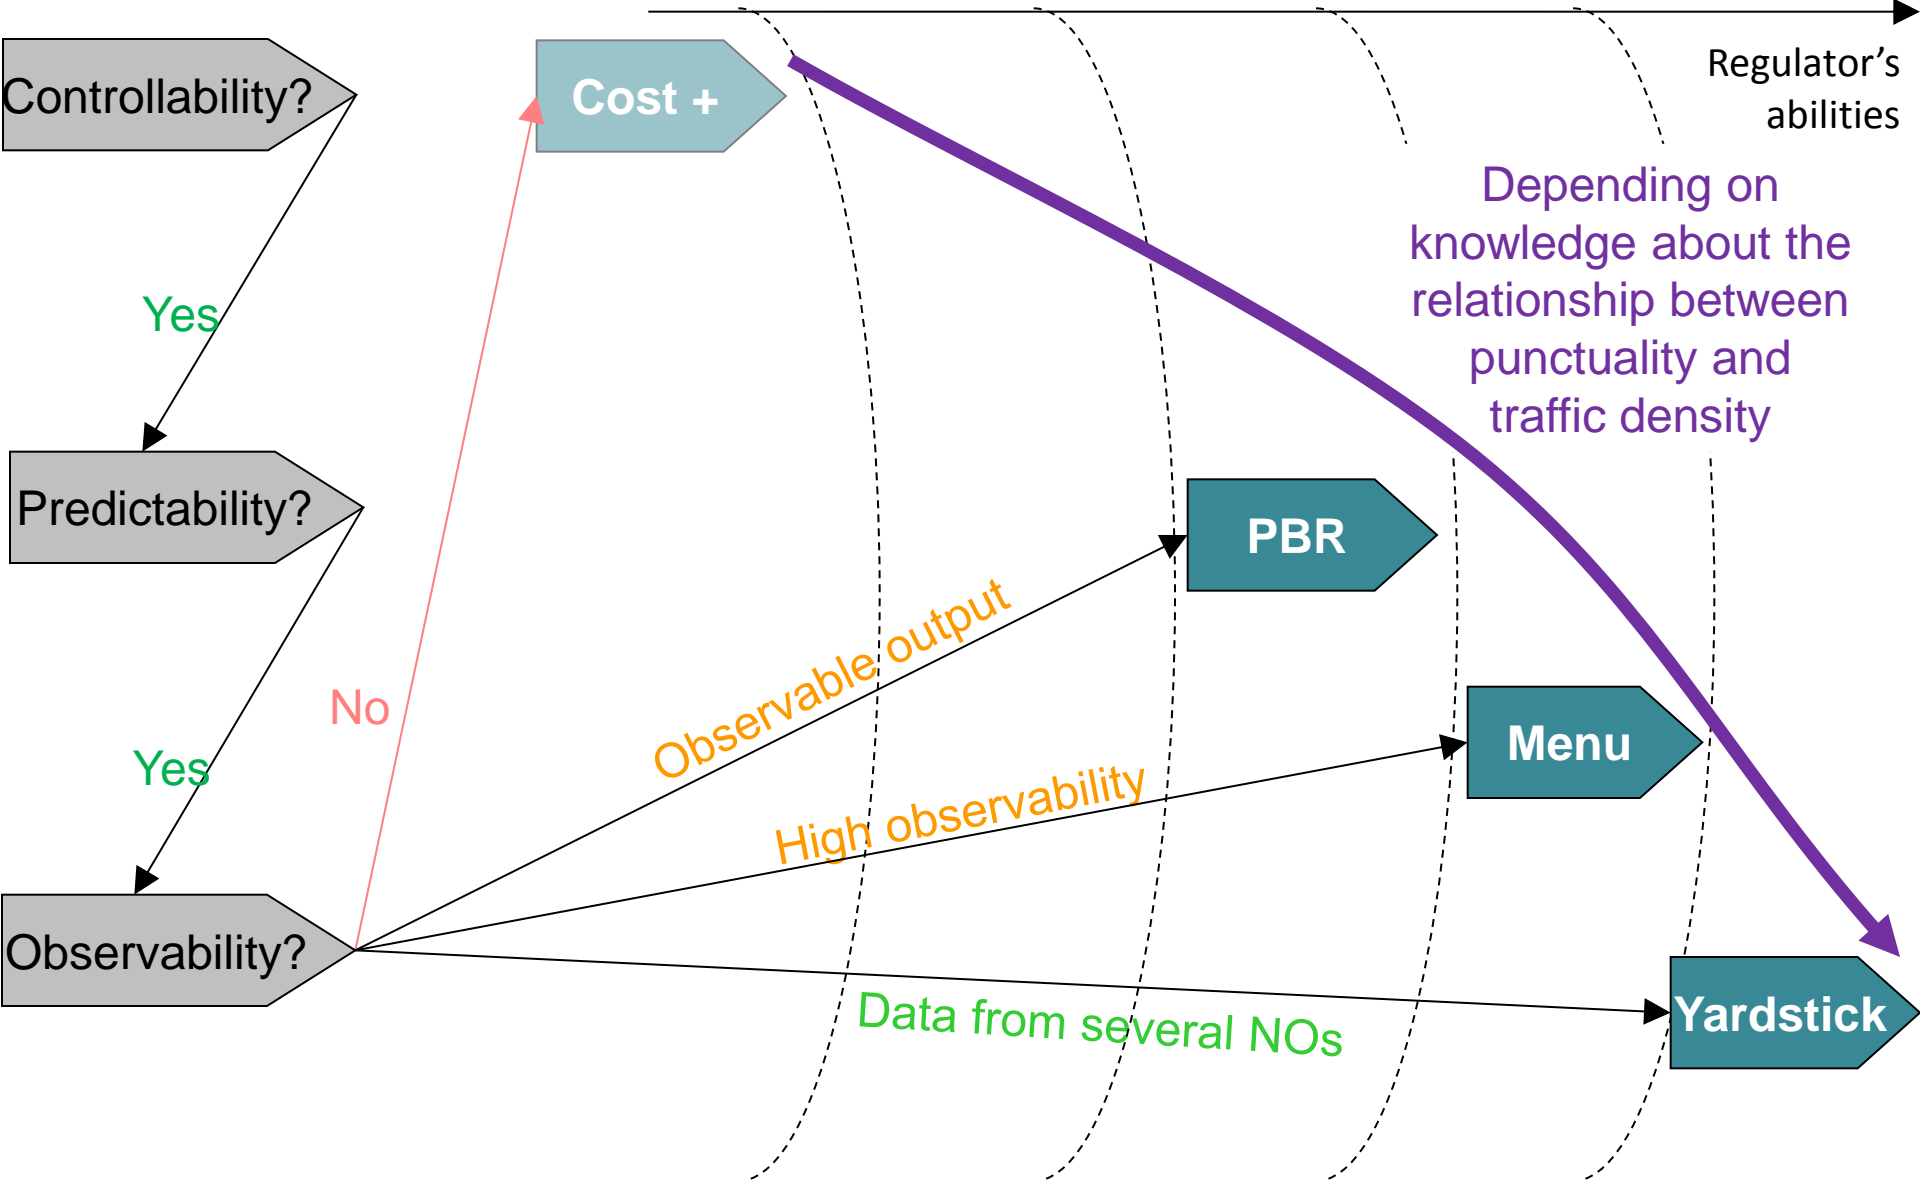 Controllability?
Cost +
Regulator's
abilities
Depending on
knowledge about the
relationship between
punctuality and
traffic density
Yes
Predictability?
PBR
Observable output
No
Menu
Yes
High observability
Observability?
Data from several NOs
Yardstick